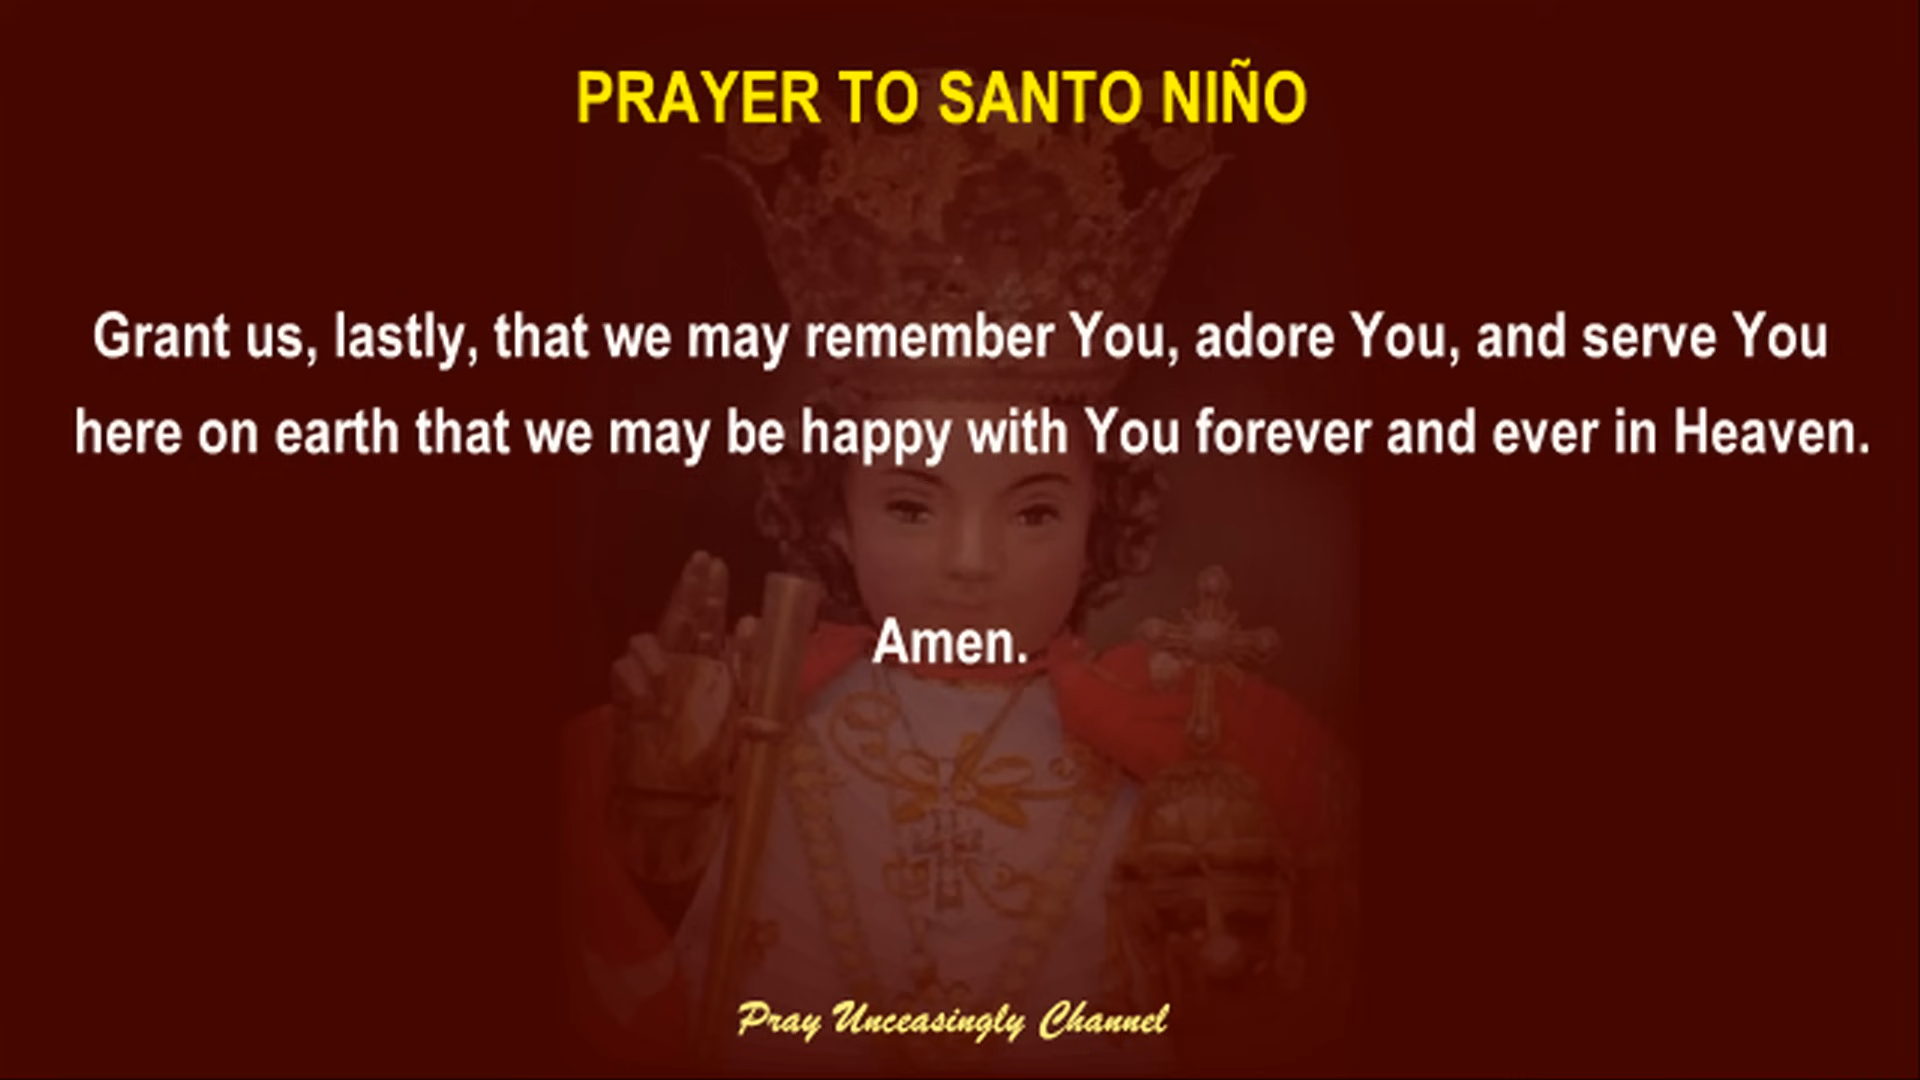 PRAYER TO SANTO NIÑO
Grant us, lastly, that we may remember You, adore You, and serve You
here on earth that we may be happy with You forever and ever in Heaven.
Amen.
Pray Unceasingly Channel